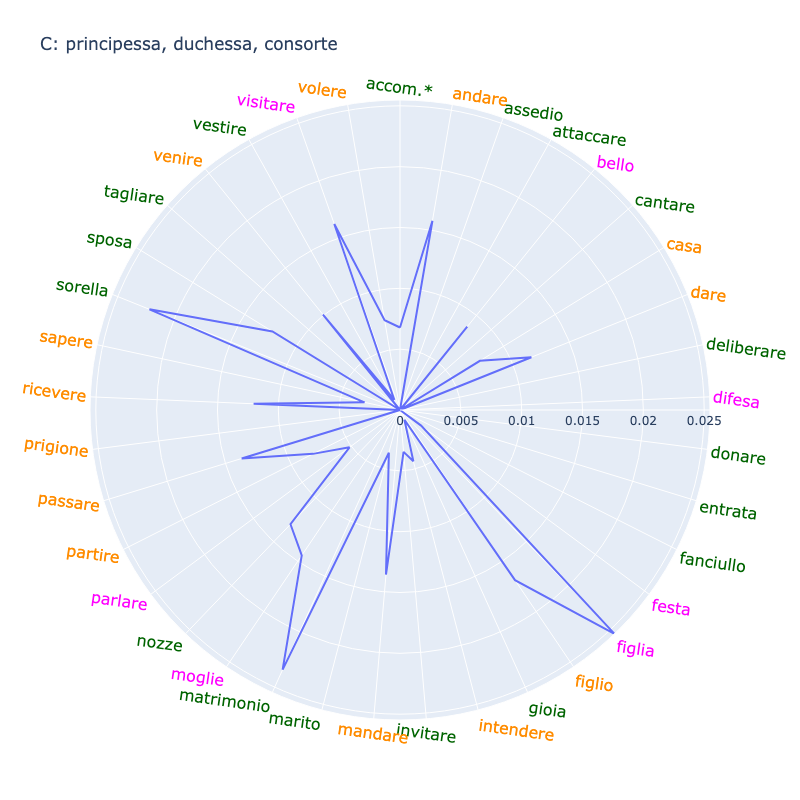 C: principessa, duchessa, consorte
accom.*
andare
assedio
attaccare
bello
cantare
casa
dare
deliberare
difesa
donare
entrata
fanciullo
festa
figlia
figlio
gioia
intendere
invitare
mandare
marito
matrimonio
moglie
nozze
parlare
partire
passare
prigione
ricevere
sapere
sorella
sposa
tagliare
venire
vestire
visitare
volere
0
0.005
0.01
0.015
0.02
0.025